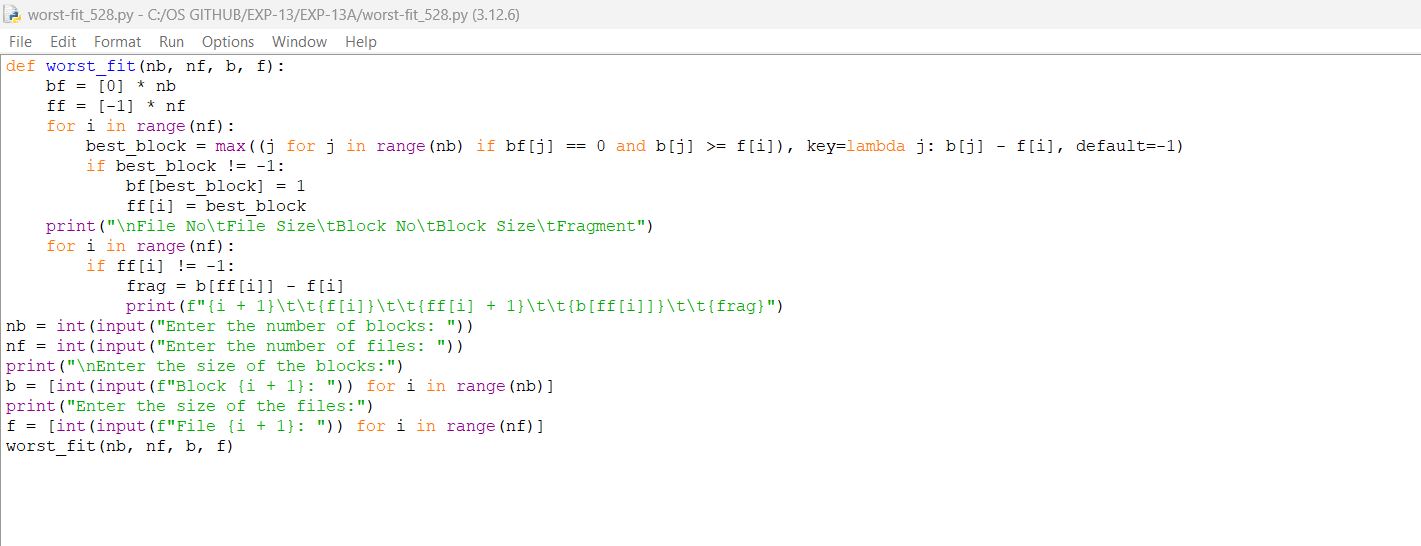 worst-fit_528.py - C:/OS GITHUB/EXP-13/EXP-13A/worst-fit_528.py (3.12.6)
File Edit Format Run Options Window Help
def worst_fit(nb, nf, b, f):
    bf = [0] * nb
    ff = [-1] * nf
    for i in range(nf):
        best_block = max((j for j in range(nb) if bf[j] == 0 and b[j] >= f[i]), key=lambda j: b[j] - f[i], default=-1)
        if best_block != -1:
            bf[best_block] = 1
            ff[i] = best_block
    print("\nFile No\tFile Size\tBlock No\tBlock Size\tFragment")
    for i in range(nf):
        if ff[i] != -1:
            frag = b[ff[i]] - f[i]
            print(f"{i + 1}\t\t{f[i]}\t\t{ff[i] + 1}\t\t{b[ff[i]]}\t\t{frag}")
nb = int(input("Enter the number of blocks: "))
nf = int(input("Enter the number of files: "))
print("\nEnter the size of the blocks:")
b = [int(input(f"Block {i + 1}: ")) for i in range(nb)]
print("Enter the size of the files:")
f = [int(input(f"File {i + 1}: ")) for i in range(nf)]
worst_fit(nb, nf, b, f)